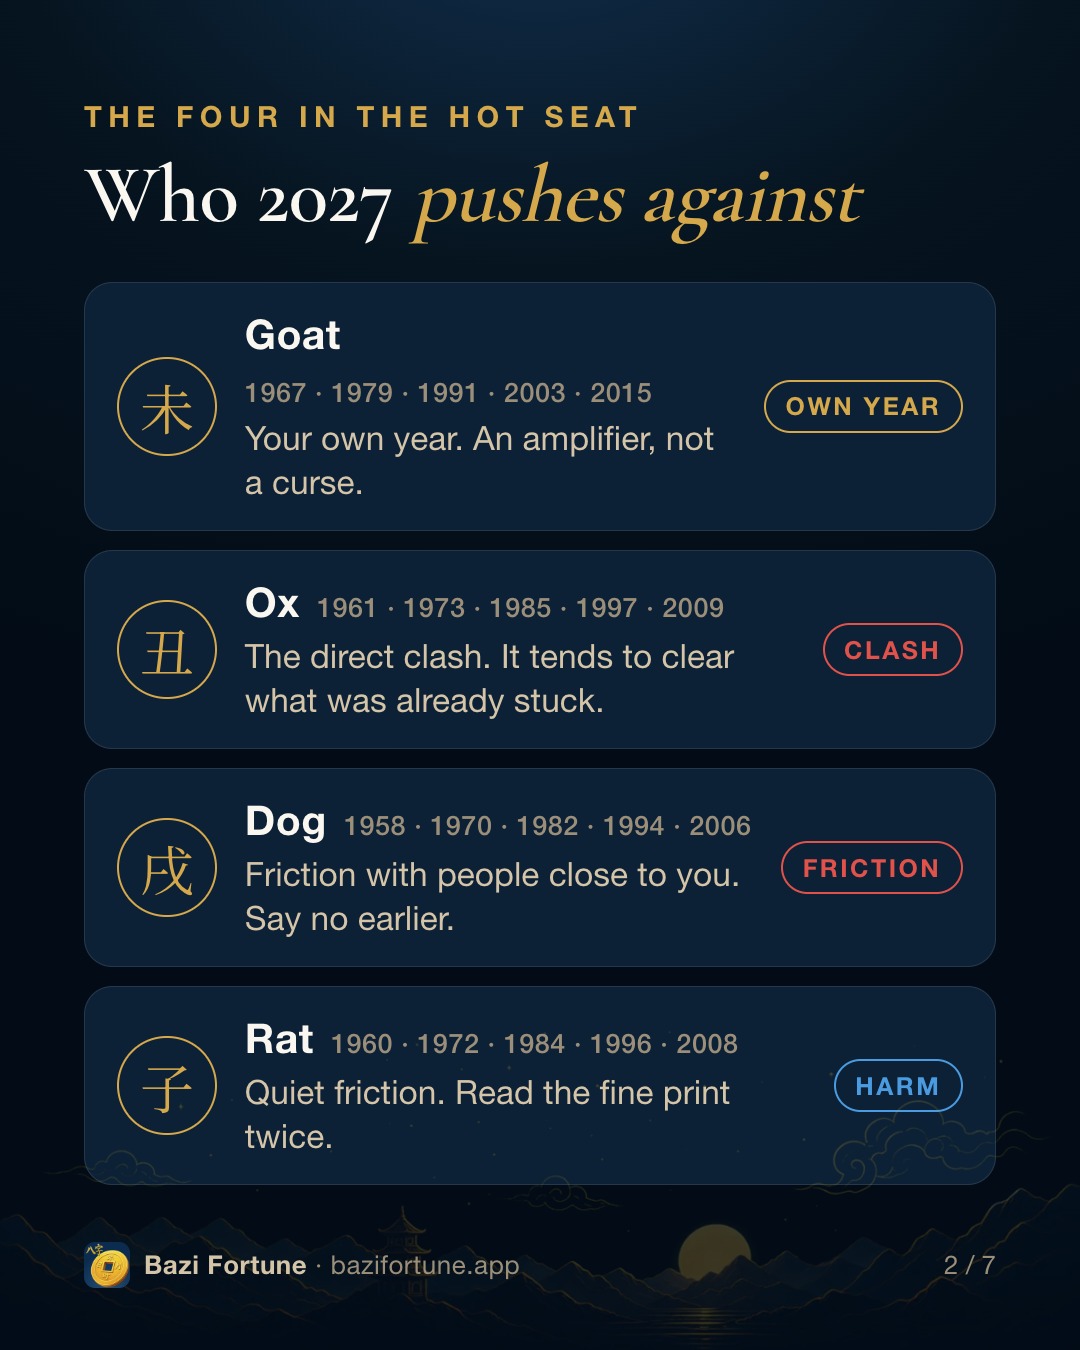 THE FOUR IN THE HOT SEAT
Who 2027 pushes against
未
Goat
1967 · 1979 · 1991 · 2003 · 2015
Your own year. An amplifier, not
a curse.
OWN YEAR
丑
Ox 1961 · 1973 · 1985 · 1997 · 2009
The direct clash. It tends to clear
what was already stuck.
CLASH
戌
Dog 1958 · 1970 · 1982 · 1994 · 2006
Friction with people close to you.
Say no earlier.
FRICTION
子
Rat 1960 · 1972 · 1984 · 1996 · 2008
Quiet friction. Read the fine print
twice.
HARM
八字
Bazi Fortune · bazifortune.app
2 / 7